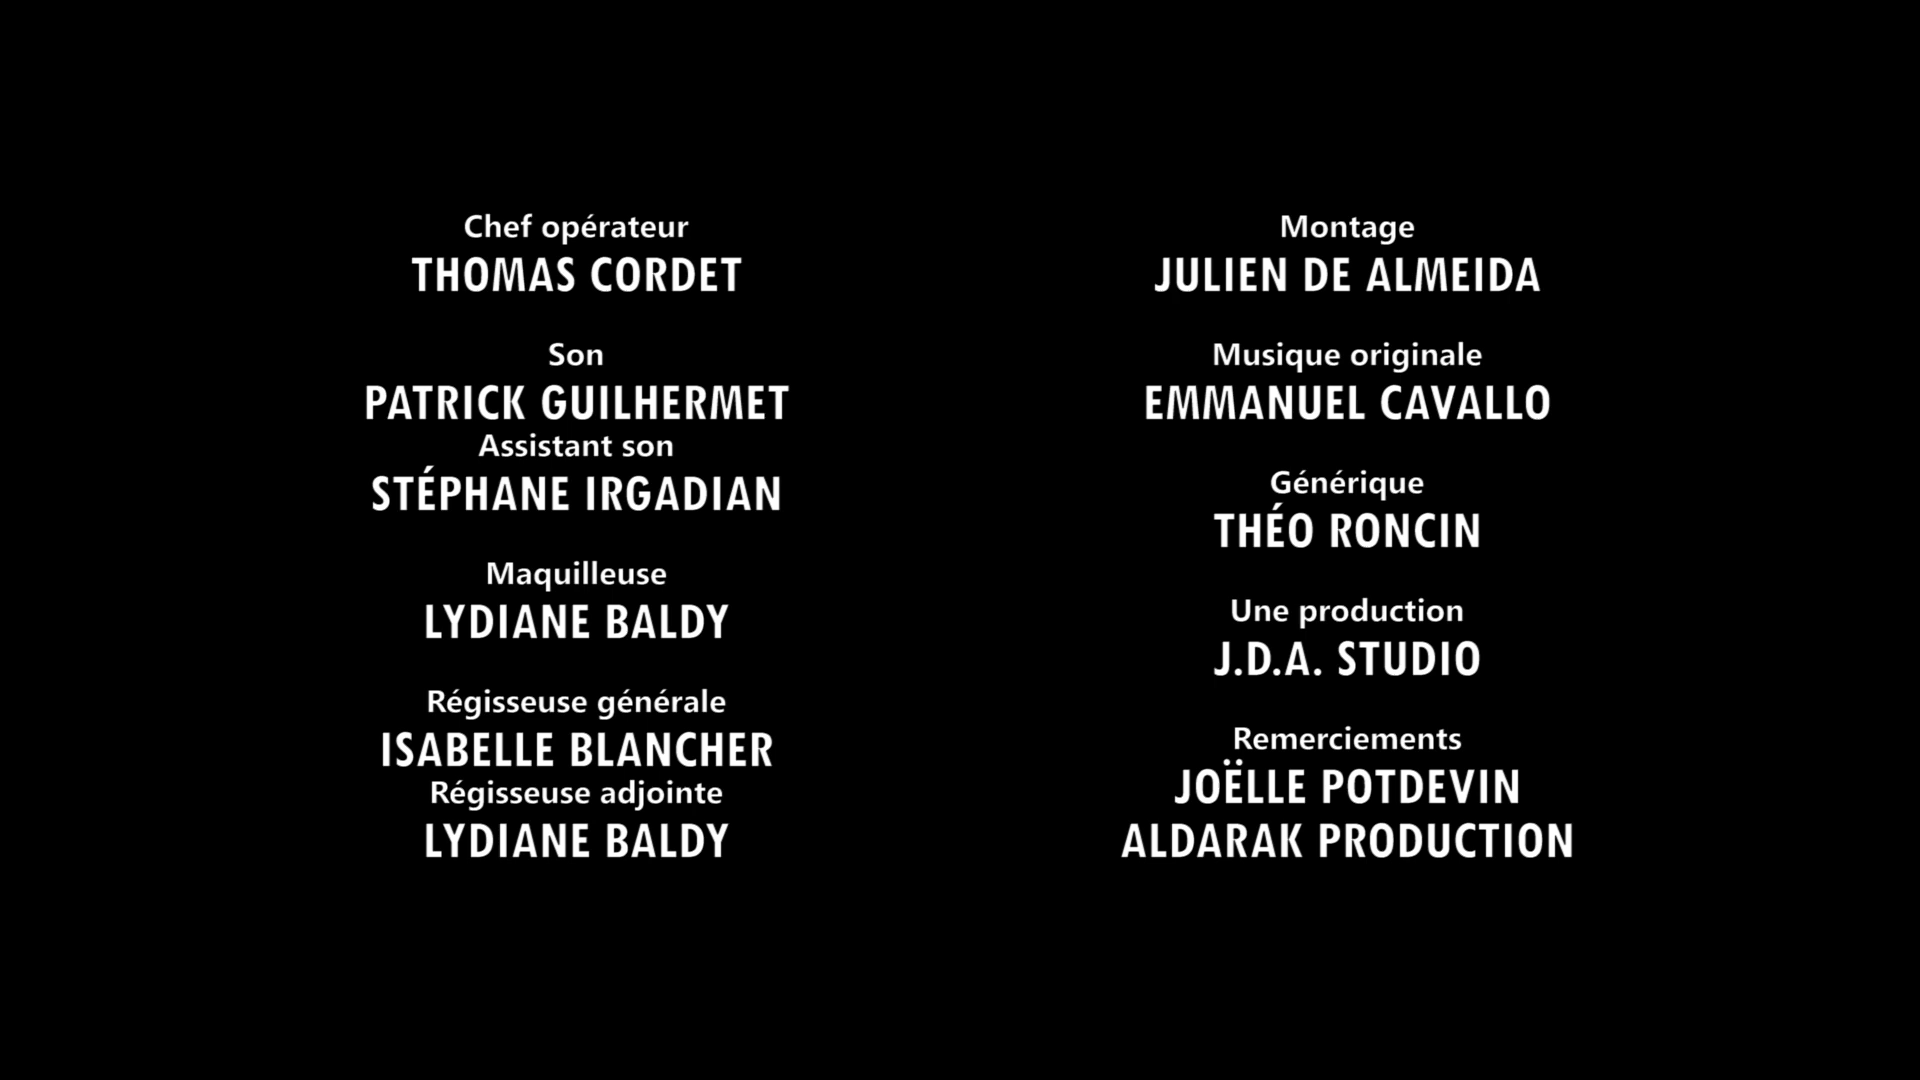 Chef opérateur
THOMAS CORDET
Son
PATRICK GUILHERMET
Assistant son
STÉPHANE IRGADIAN
Maquilleuse
LYDIANE BALDY
Régisseuse générale
ISABELLE BLANCHER
Régisseuse adjointe
LYDIANE BALDY
Montage
JULIEN DE ALMEIDA
Musique originale
EMMANUEL CAVALLO
Générique
THÉO RONCIN
Une production
J.D.A. STUDIO
Remerciements
JOËLLE POTDEVIN
ALDARAK PRODUCTION